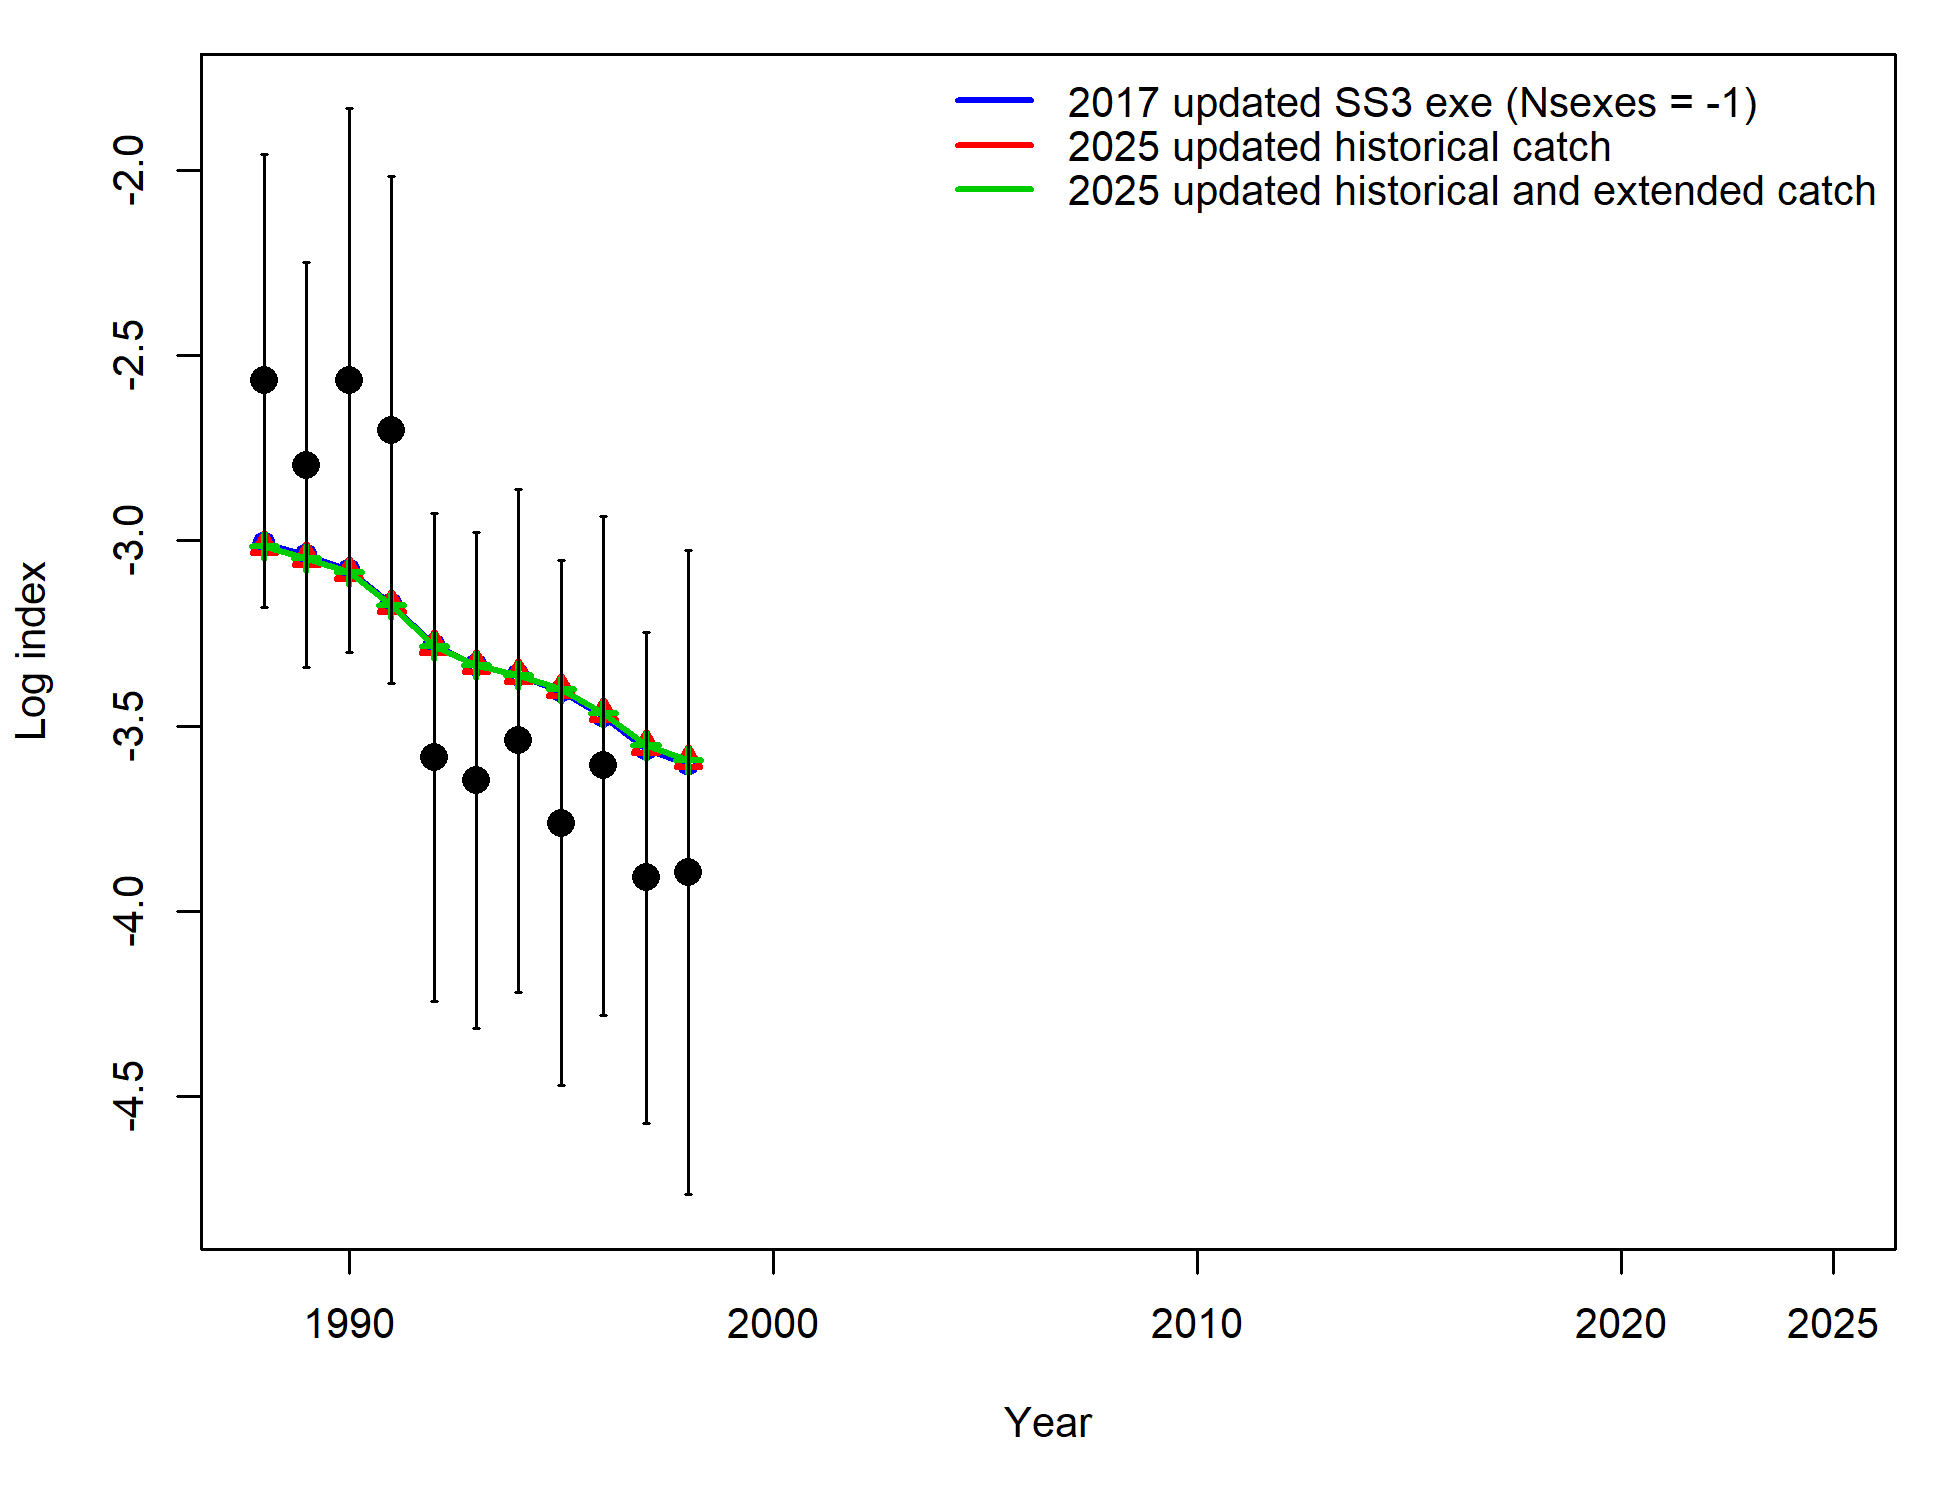 2017 updated SS3 exe (Nsexes = -1)
2025 updated historical catch
2025 updated historical and extended catch
Log index
-2.0
-2.5
-3.0
-3.5
-4.0
-4.5
1990 2000 2010 2020 2025
Year